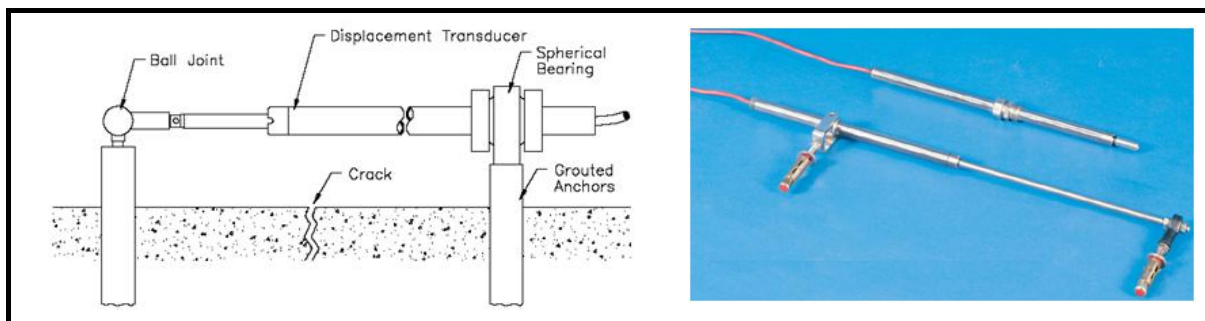 Displacement Transducer
Ball Joint
Spherical
Bearing
Crack
Grouted
Anchors